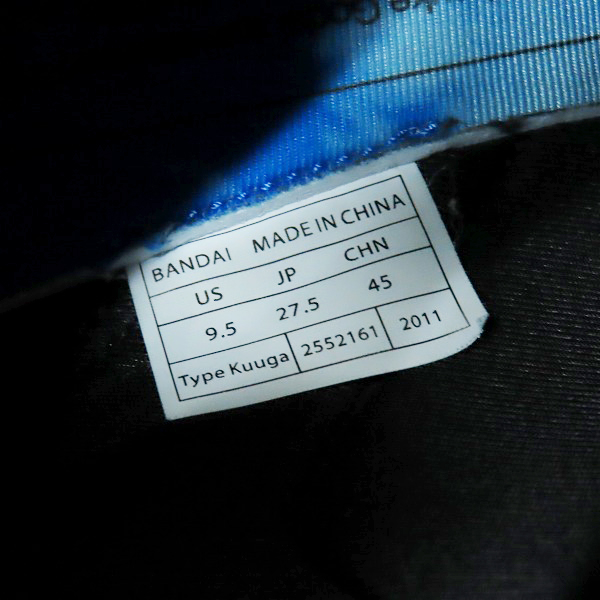 BANDAI MADE IN CHINA
US JP CHN
9.5 27.5 45
Type Kuuga 2552161 2011